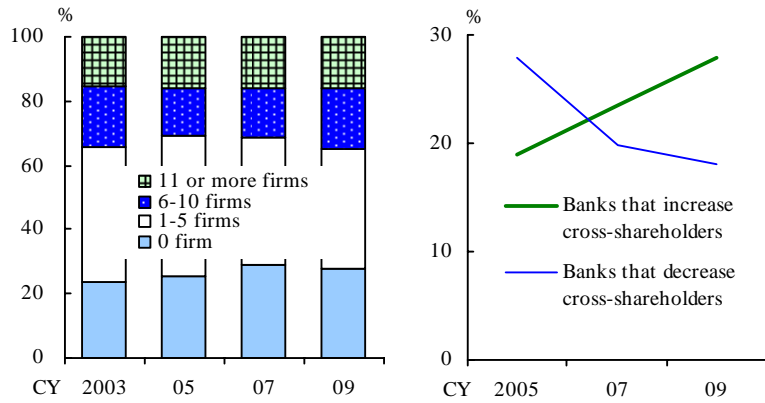 %
100
80
60
40
20
0
11 or more firms
6-10 firms
1-5 firms
0 firm
CY 2003 05 07 09
%
30
20
10
0
Banks that increase
cross-shareholders
Banks that decrease
cross-shareholders
CY 2005 07 09